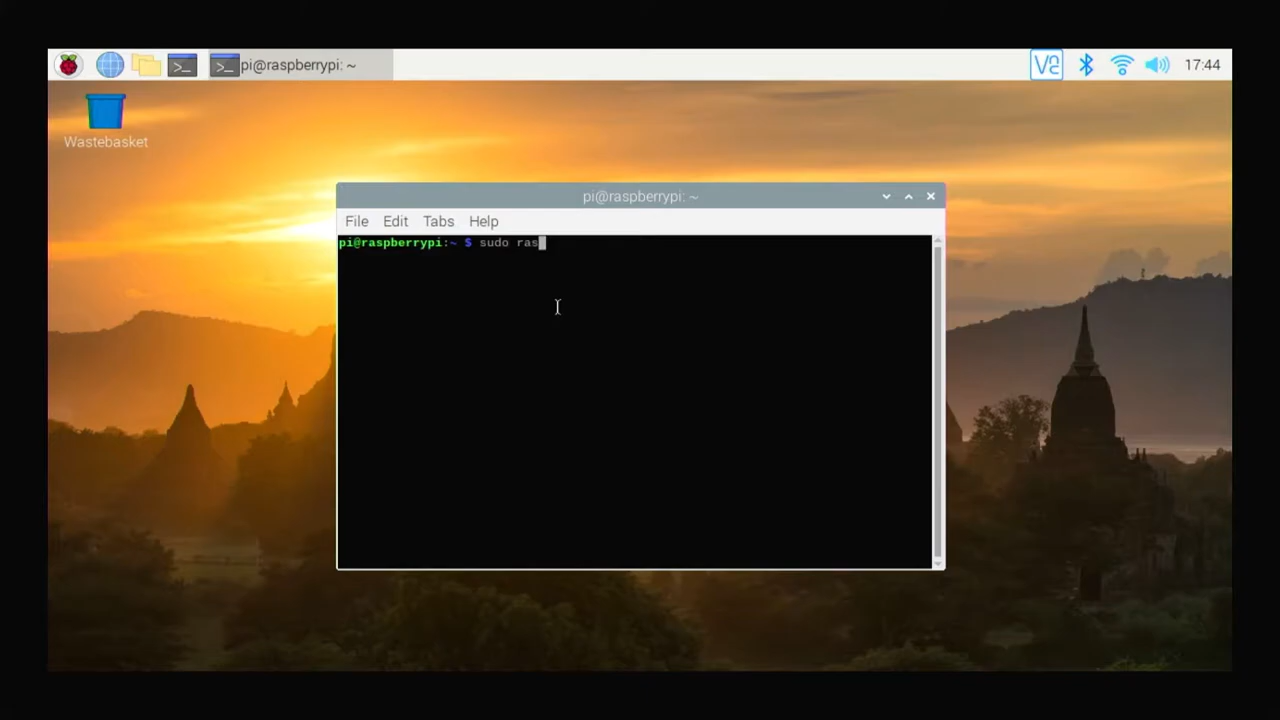 pi@raspberrypi: ~
17:44
Wastebasket
pi@raspberrypi: ~
File Edit Tabs Help
pi@raspberrypi:~ $ sudo ras